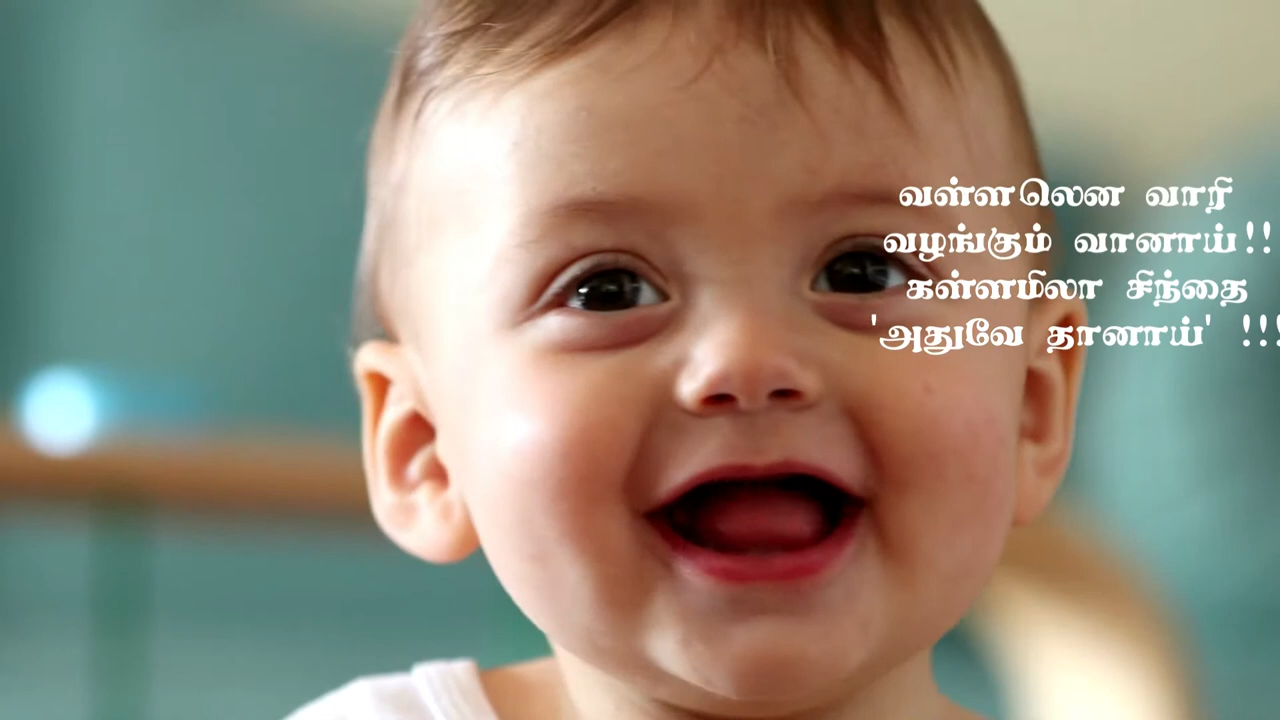 வள்ளலென வாரி
வழங்கும் வானாய்!!
கள்ளமிலா சிந்தை
'அதுவே தானாய்' !!!